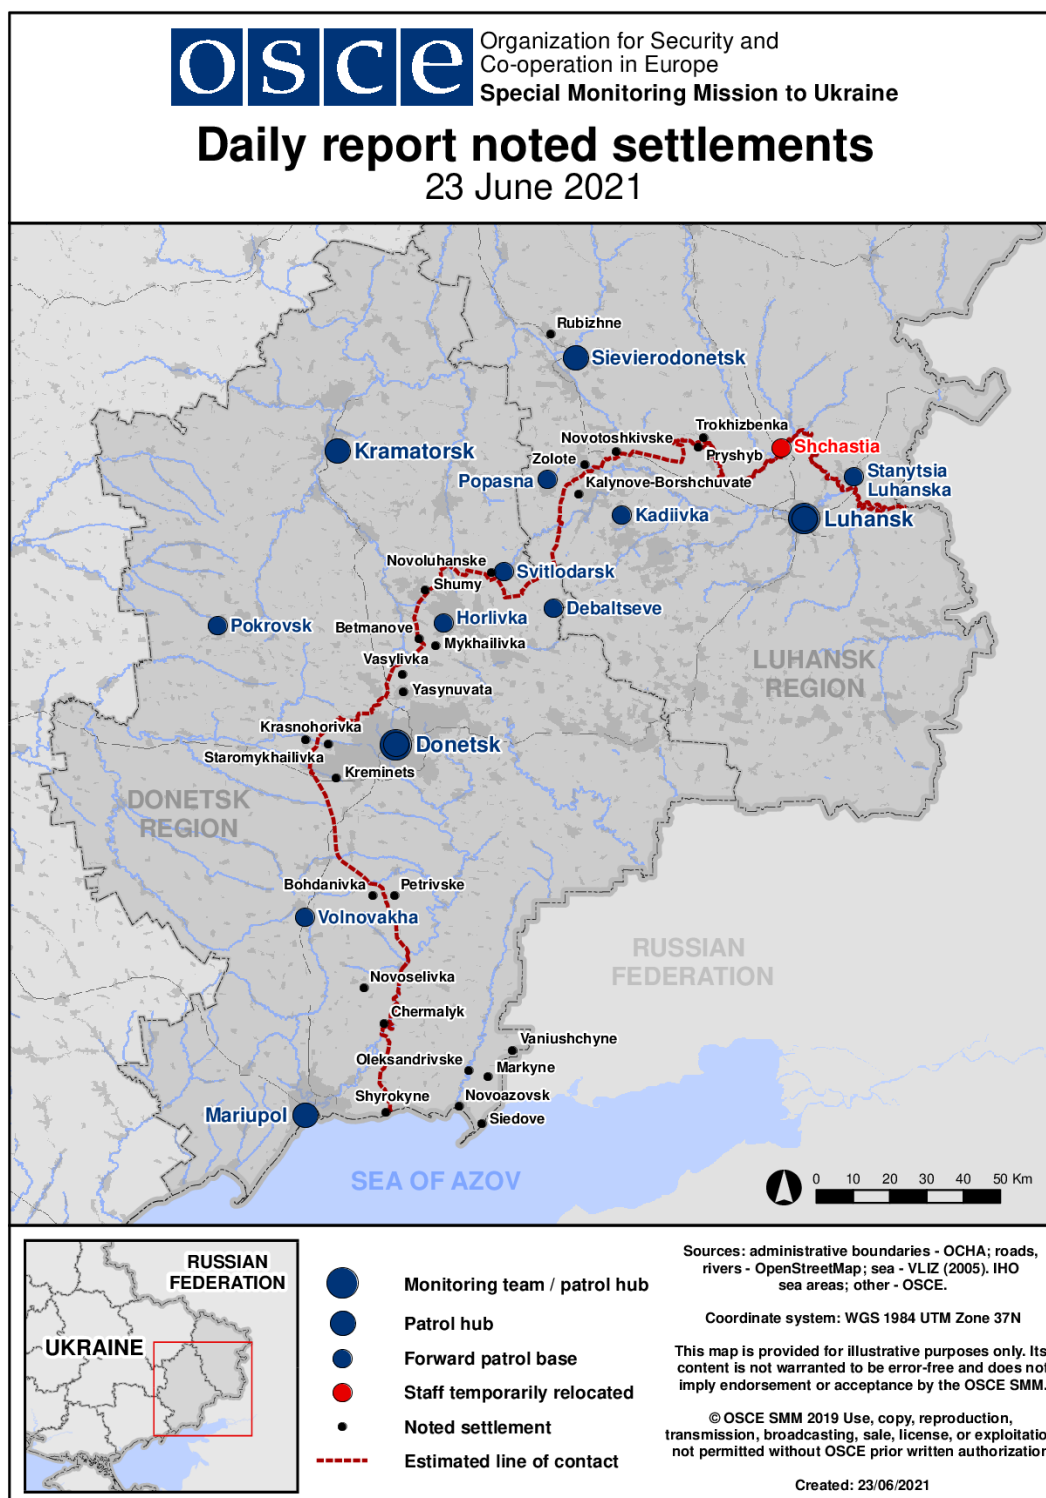 osce
Organization for Security and
Co-operation in Europe
Special Monitoring Mission to Ukraine
Daily report noted settlements
23 June 2021
Rubizhne
Sievierodonetsk
Trokhizbenka
Novotoshkivske
Shchastia
Kramatorsk
Pryshyb
Zolote
Stanytsia
Luhanska
Popasna
Kalynove-Borshchuvate
Kadiivka
Luhansk
Novoluhanske
Svitlodarsk
Shumy
Debaltseve
Horlivka
Pokrovsk
Betmanove
Mykhailivka
Vasylivka
LUHANSK
REGION
Yasynuvata
Krasnohorivka
Donetsk
Staromykhailivka
Kreminets
DONETSK
REGION
Bohdanivka
Petrivske
Volnovakha
RUSSIAN
FEDERATION
Novoselivka
Chermalyk
Vaniushchyne
Oleksandrivske
Markyne
Shyrokyne
Novoazovsk
Mariupol
Siedove
SEA OF AZOV
0 10 20 30 40 50 Km
RUSSIAN
FEDERATION
UKRAINE
Monitoring team / patrol hub
Patrol hub
Forward patrol base
Staff temporarily relocated
Noted settlement
Estimated line of contact
Sources: administrative boundaries - OCHA; roads,
rivers - OpenStreetMap; sea - VLIZ (2005). IHO
sea areas; other - OSCE.
Coordinate system: WGS 1984 UTM Zone 37N
This map is provided for illustrative purposes only. Its
content is not warranted to be error-free and does not
imply endorsement or acceptance by the OSCE SMM.
© OSCE SMM 2019 Use, copy, reproduction,
transmission, broadcasting, sale, license, or exploitatio
not permitted without OSCE prior written authorization
Created: 23/06/2021